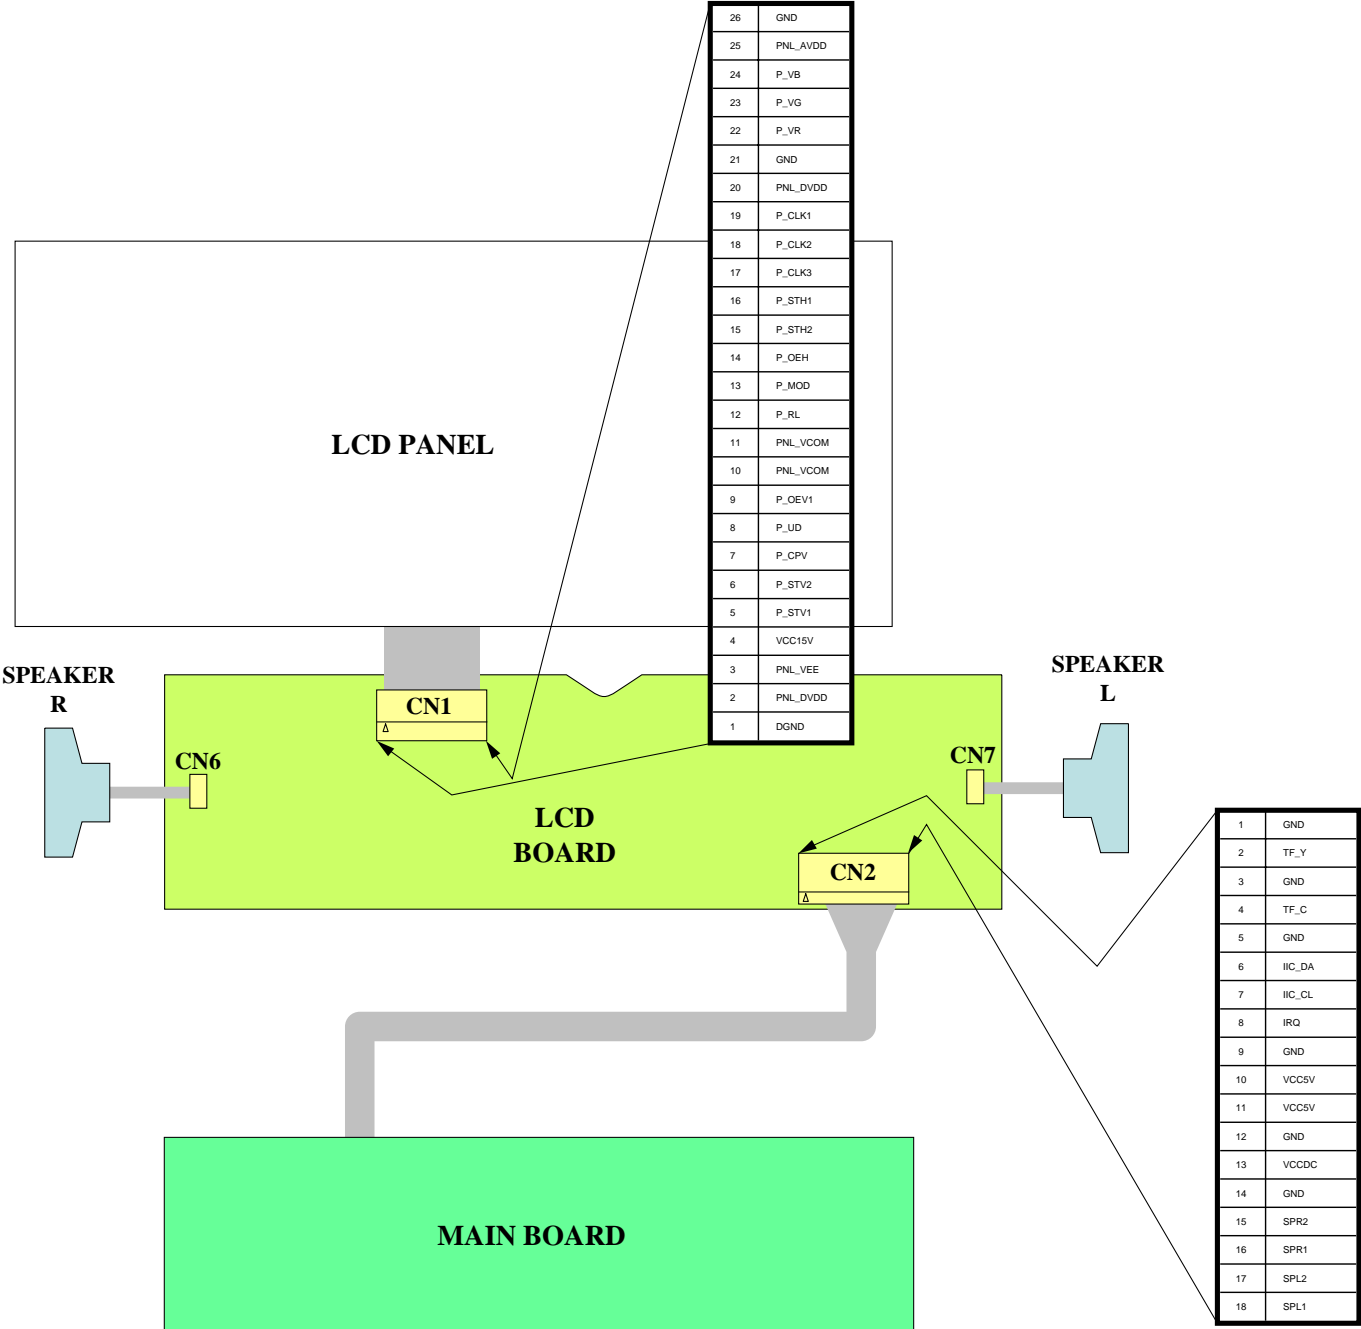 26 GND
25 PNL_AVDD
24 P_VB
23 P_VG
22 P_VR
21 GND
20 PNL_DVDD
19 P_CLK1
18 P_CLK2
17 P_CLK3
16 P_STH1
15 P_STH2
14 P_OEH
13 P_MOD
12 P_RL
11 PNL_VCOM
10 PNL_VCOM
9 P_OEV1
8 P_UD
7 P_CPV
6 P_STV2
5 P_STV1
4 VCC15V
3 PNL_VEE
2 PNL_DVDD
1 DGND
LCD PANEL
SPEAKER
R
SPEAKER
L
CN1
CN6
CN7
LCD
BOARD
CN2
1 GND
2 TF_Y
3 GND
4 TF_C
5 GND
6 IIC_DA
7 IIC_CL
8 IRQ
9 GND
10 VCC5V
11 VCC5V
12 GND
13 VCCDC
14 GND
15 SPR2
16 SPR1
17 SPL2
18 SPL1
MAIN BOARD